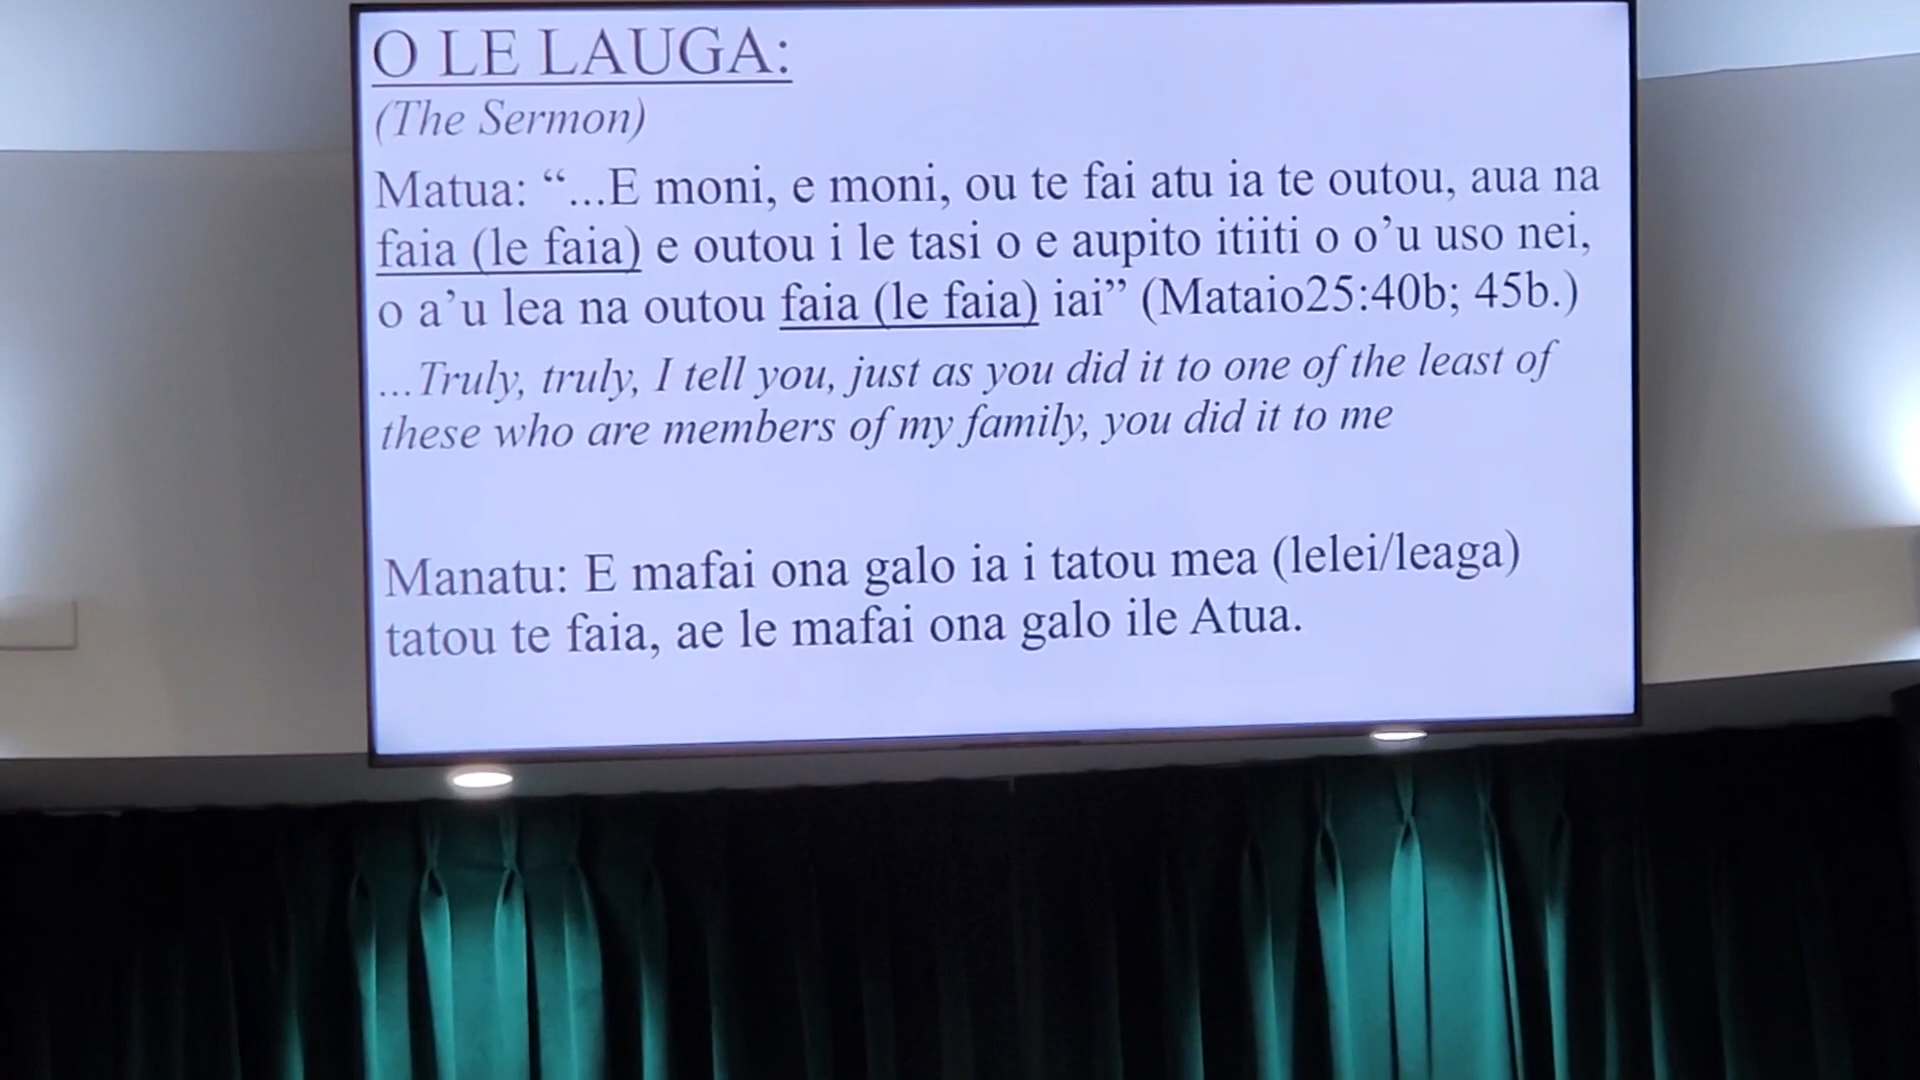 O LE LAUGA:
(The Sermon)
Matua: “...E moni, e moni, ou te fai atu ia te outou, aua na
faia (le faia) e outou i le tasi o e aupito itiiti o o’u uso nei,
o a’u lea na outou faia (le faia) iai” (Mataio25:40b; 45b.)
...Truly, truly, I tell you, just as you did it to one of the least of
these who are members of my family, you did it to me
Manatu: E mafai ona galo ia i tatou mea (lelei/leaga)
tatou te faia, ae le mafai ona galo ile Atua.